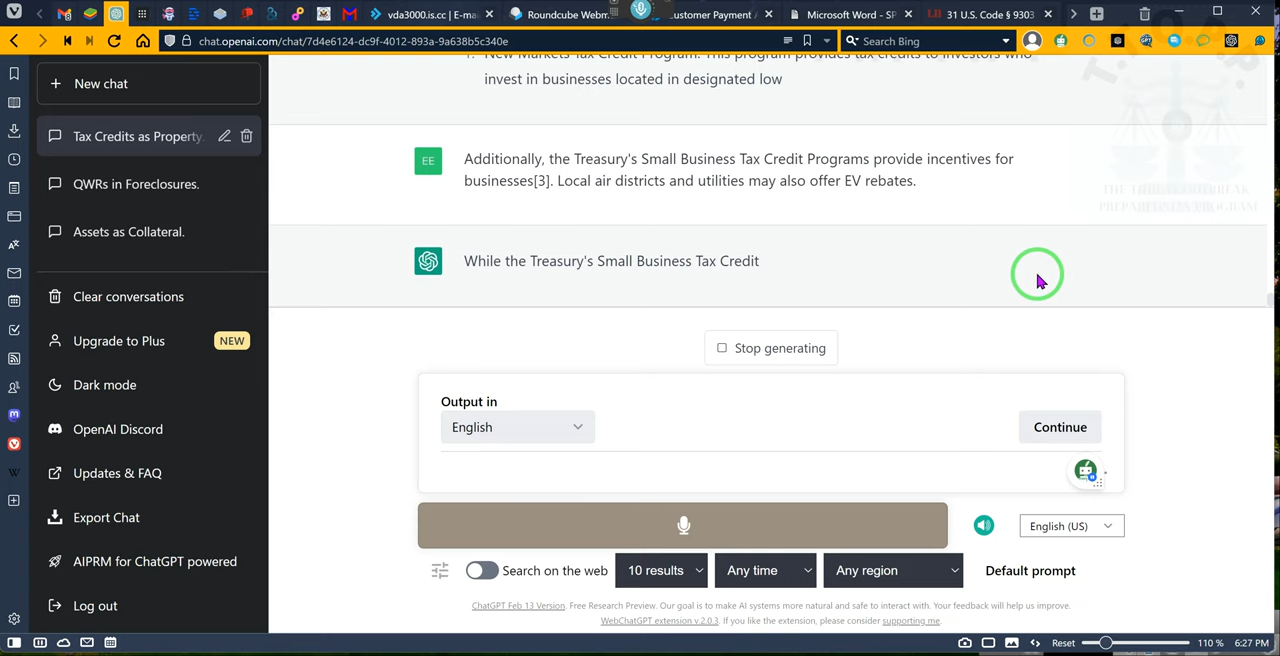 vda3000.is.cc | E-ma
Roundcube Webm
Customer Payment A
Microsoft Word - SP
LII 31 U.S. Code § 9303
chat.openai.com/chat/7d4e6124-dc9f-4012-893a-9a638b5c340e
Search Bing
New chat
Tax Credits as Property.
QWRs in Foreclosures.
Assets as Collateral.
Clear conversations
Upgrade to Plus NEW
Dark mode
OpenAI Discord
Updates & FAQ
Export Chat
AIPRM for ChatGPT powered
Log out
1. New Markets Tax Credit Program: This program provides tax credits to investors who
invest in businesses located in designated low
EE
Additionally, the Treasury's Small Business Tax Credit Programs provide incentives for
businesses[3]. Local air districts and utilities may also offer EV rebates.
While the Treasury's Small Business Tax Credit
Stop generating
Output in
English
Continue
English (US)
Search on the web 10 results Any time Any region Default prompt
ChatGPT Feb 13 Version. Free Research Preview. Our goal is to make AI systems more natural and safe to interact with. Your feedback will help us improve.
WebChatGPT extension v.2.0.3. If you like the extension, please consider supporting me.
Reset 110 % 6:27 PM